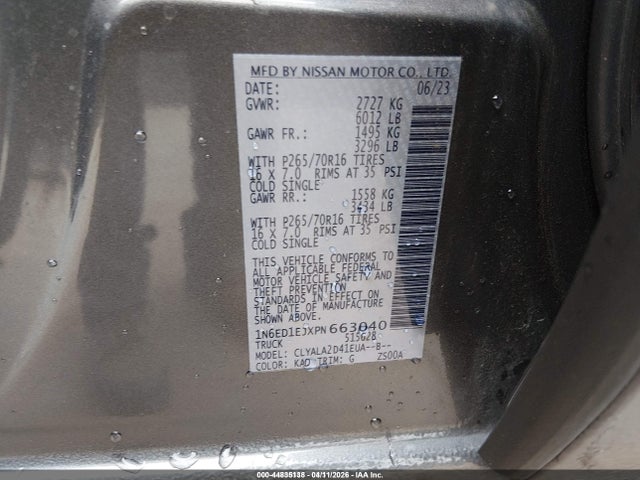 MFD BY NISSAN MOTOR CO., LTD.
DATE: 06/23
GVWR: 2727 KG
6012 LB
GAWR FR.: 1495 KG
3296 LB
WITH P265/70R16 TIRES
16 X 7.0 RIMS AT 35 PSI
COLD SINGLE
GAWR RR.: 1558 KG
3434 LB
WITH P265/70R16 TIRES
16 X 7.0 RIMS AT 35 PSI
COLD SINGLE
THIS VEHICLE CONFORMS TO
ALL APPLICABLE FEDERAL
MOTOR VEHICLE SAFETY AND
THEFT PREVENTION
STANDARDS IN EFFECT ON
THE DATE OF MANUFACTURE
SHOWN ABOVE.
1N6ED1EJXPN663040
TRUCK 515628
MODEL: CLYALA2D41EUA--B--
COLOR: KAD TRIM: G ZS00A
000-44835138 - 04/11/2026 - IAA Inc.